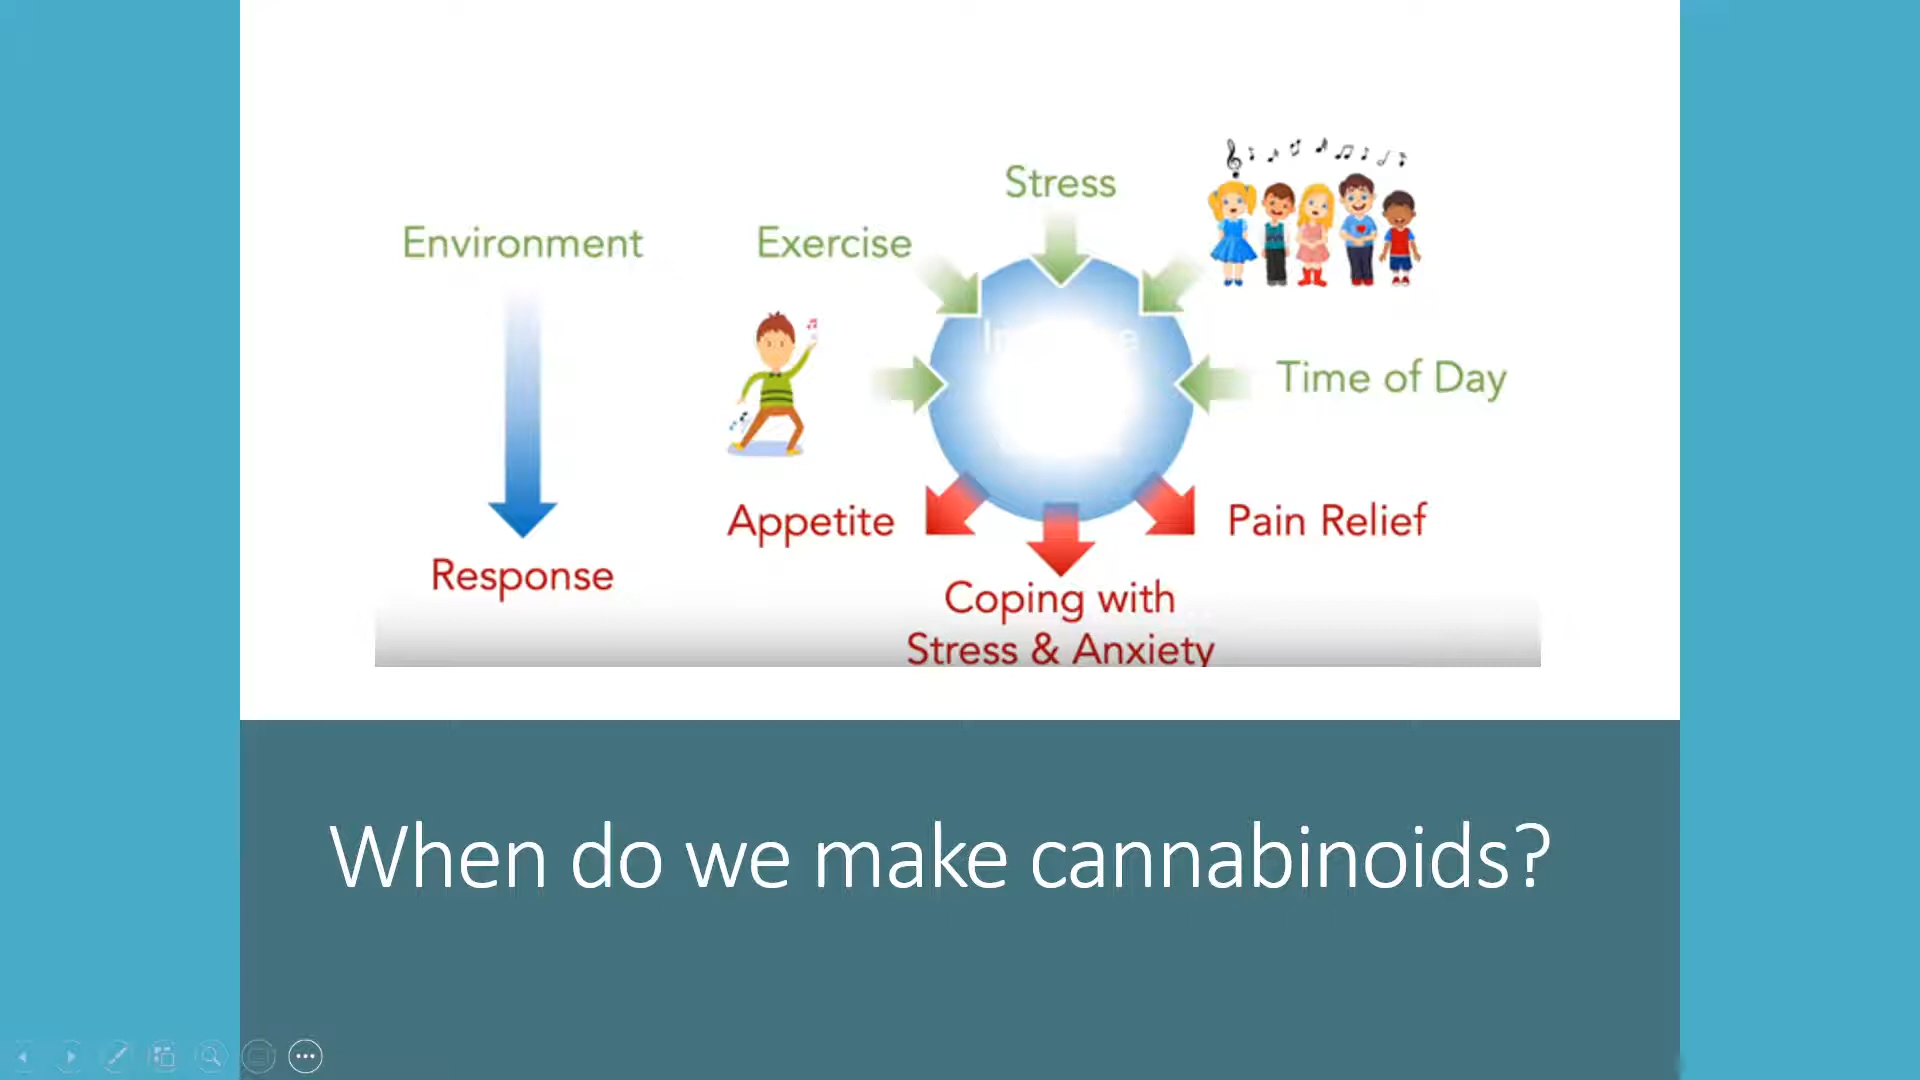 Stress
Environment
Exercise
Time of Day
Appetite
Pain Relief
Response
Coping with
Stress & Anxiety
When do we make cannabinoids?